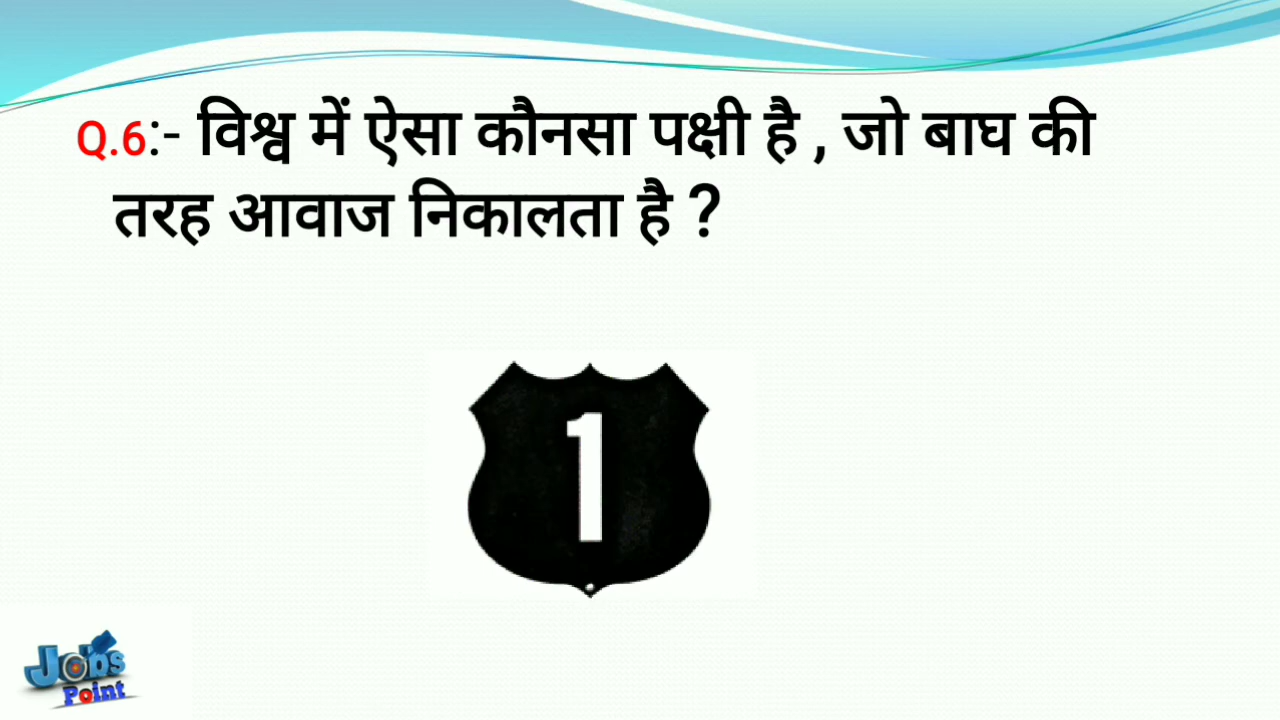 Q.6:- विश्व में ऐसा कौनसा पक्षी है , जो बाघ की
तरह आवाज निकालता है ?
1
Jobs
Point